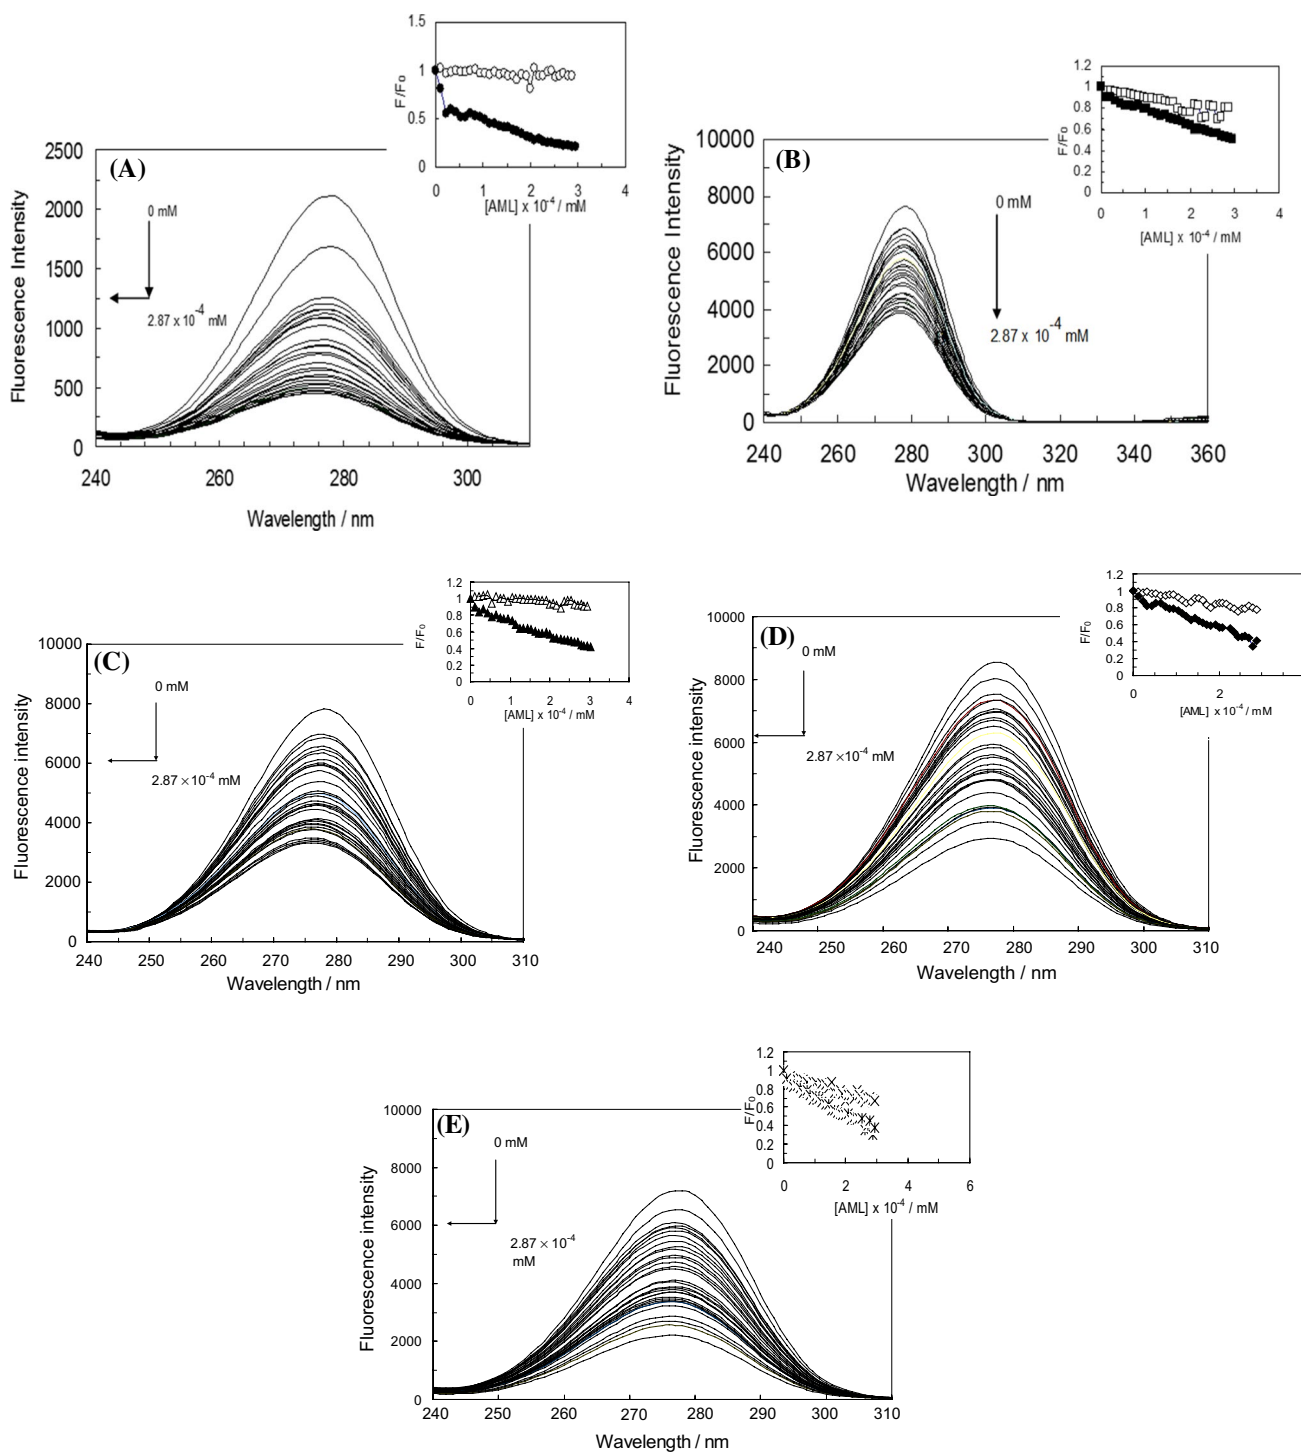 1.5
1
0.5
0
F/F₀
0 1 2 3 4
[AML] x 10⁻⁴ / mM
(A)
2500
2000
1500
1000
500
0
Fluorescence Intensity
0 mM
2.87 x 10⁻⁴ mM
240 260 280 300
Wavelength / nm
1.2
1
0.8
0.6
0.4
0.2
0
F/F₀
0 1 2 3 4
[AML] x 10⁻⁴ / mM
(B)
10000
8000
6000
4000
2000
0
Fluorescence Intensity
0 mM
2.87 x 10⁻⁴ mM
240 260 280 300 320 340 360
Wavelength / nm
1.2
1
0.8
0.6
0.4
0.2
0
F/F₀
0 1 2 3 4
[AML] x 10⁻⁴ / mM
(C)
10000
8000
6000
4000
2000
0
Fluorescence intensity
0 mM
2.87 × 10⁻⁴ mM
240 250 260 270 280 290 300 310
Wavelength / nm
1.2
1
0.8
0.6
0.4
0.2
0
F/F₀
0 2
[AML] x 10⁻⁴ / mM
(D)
10000
8000
6000
4000
2000
0
Fluorescence intensity
0 mM
2.87 × 10⁻⁴ mM
240 250 260 270 280 290 300 310
Wavelength / nm
1.2
1
0.8
0.6
0.4
0.2
0
F/F₀
0 2 4 6
[AML] x 10⁻⁴ / mM
(E)
10000
8000
6000
4000
2000
0
Fluorescence intensity
0 mM
2.87 × 10⁻⁴
mM
240 250 260 270 280 290 300 310
Wavelength / nm